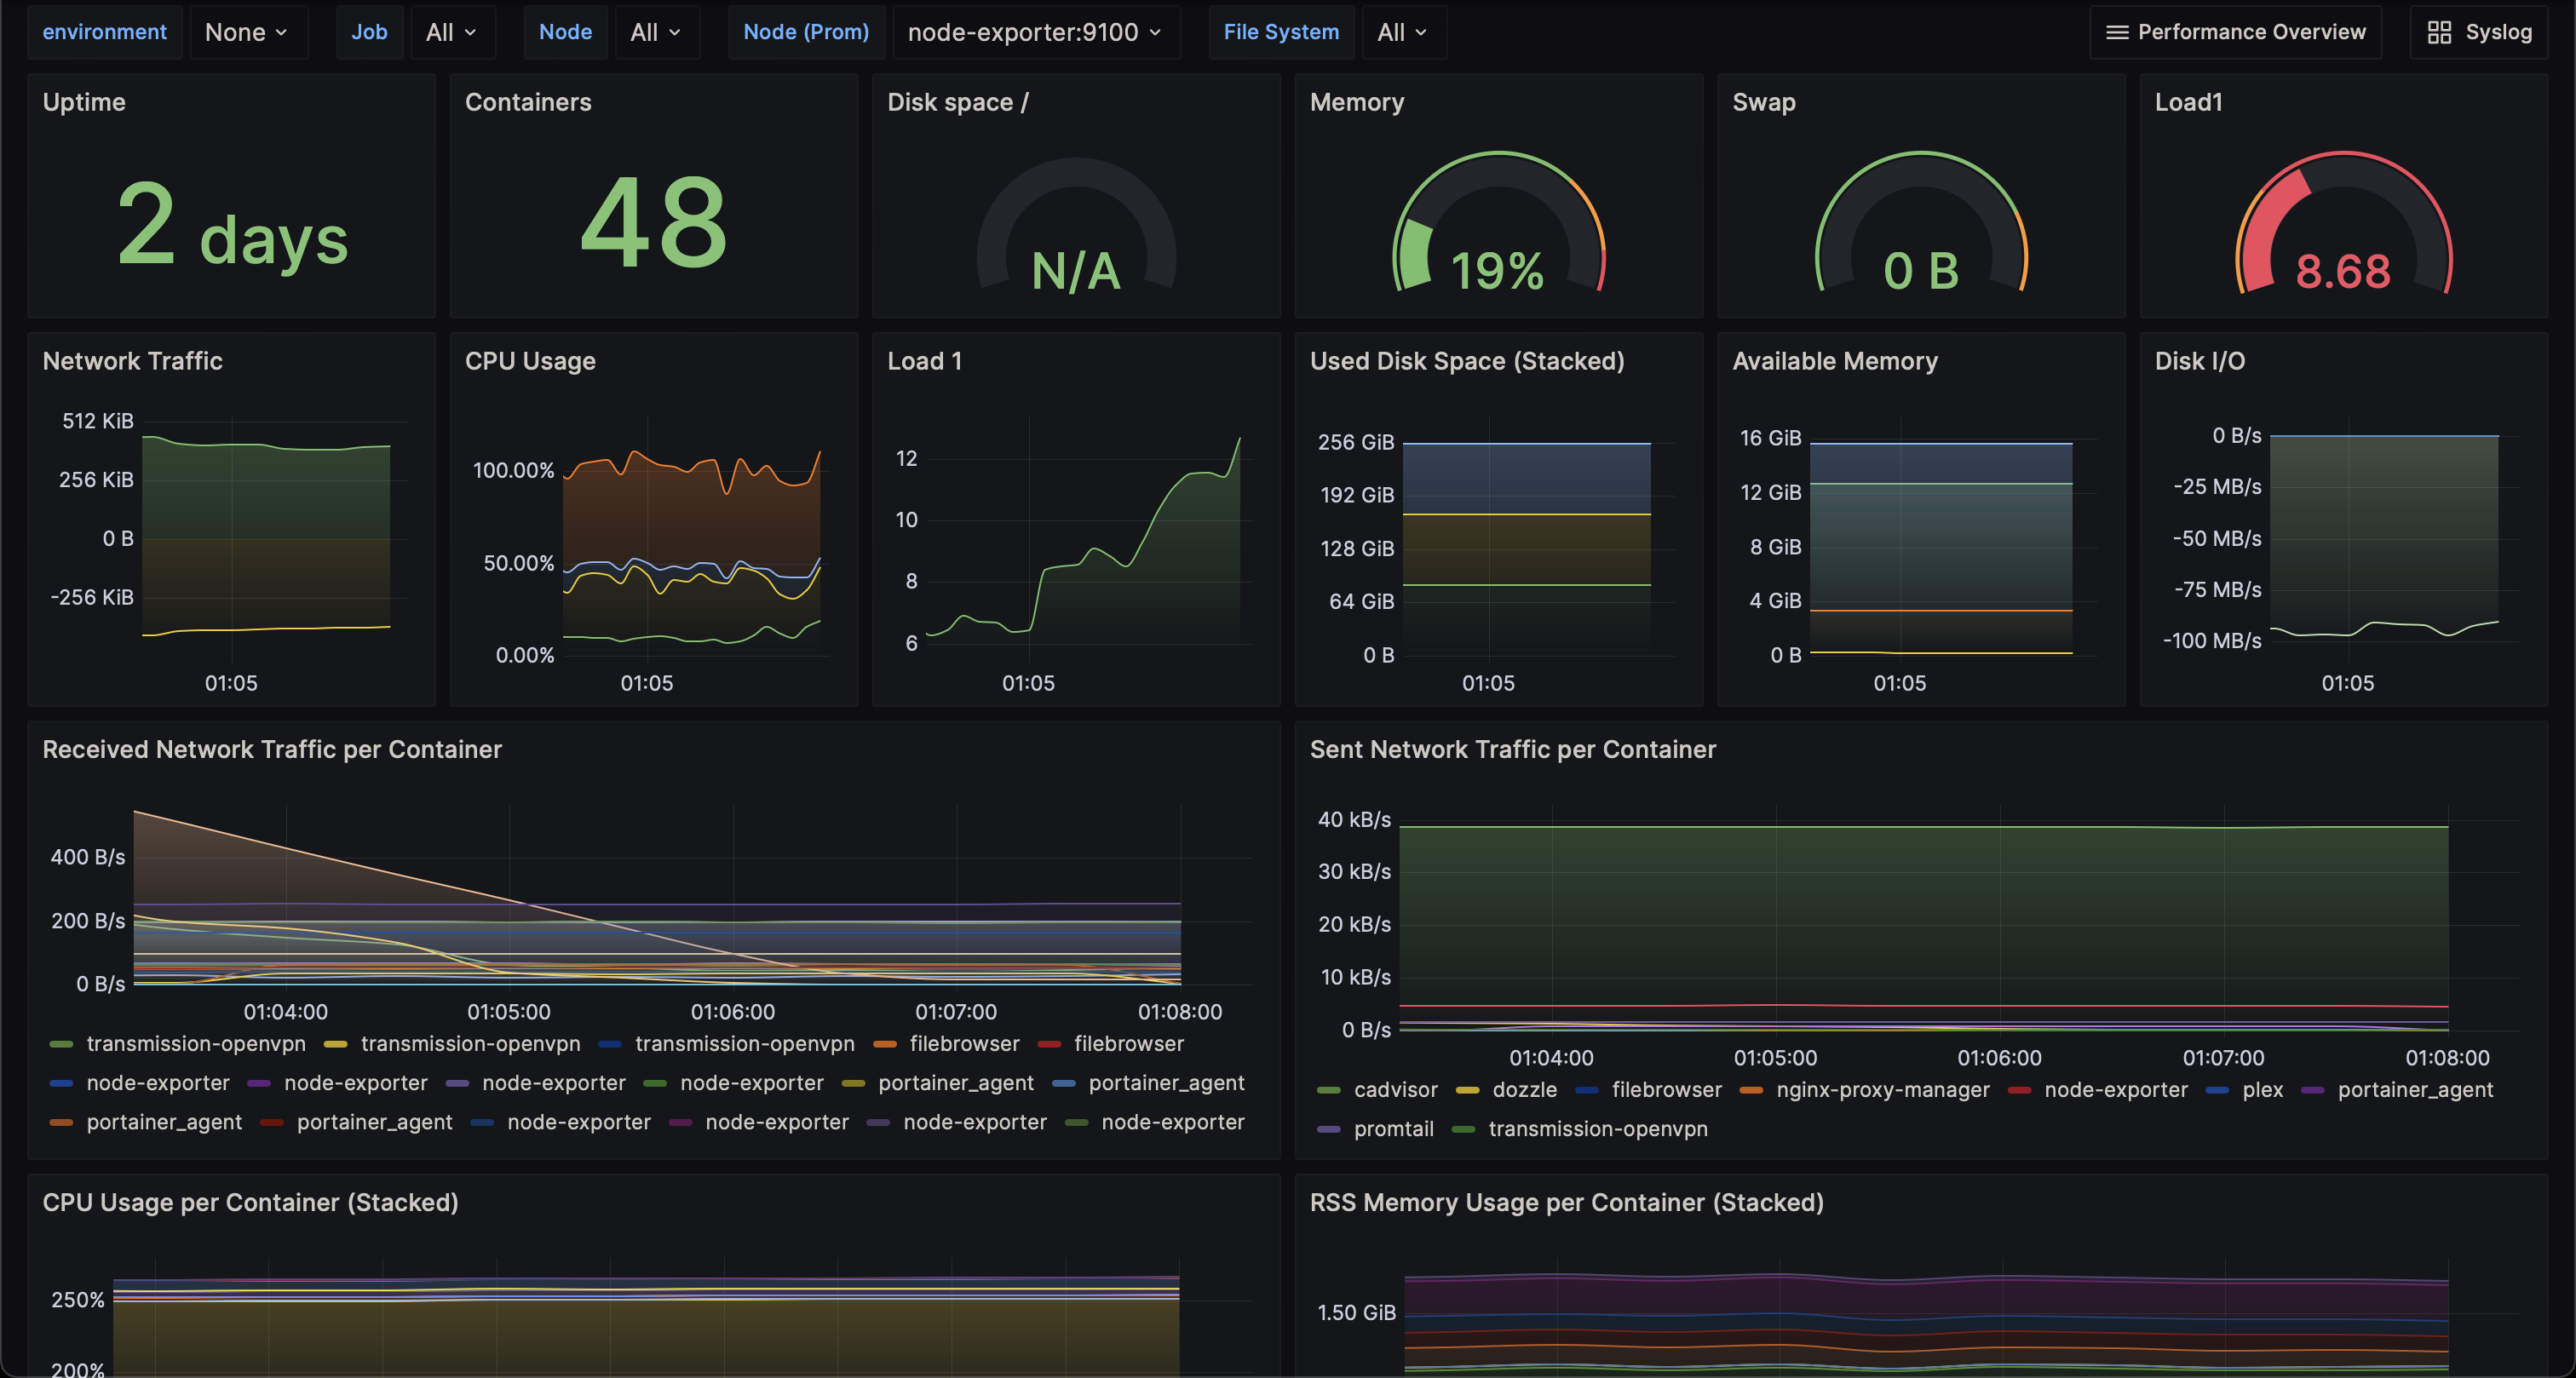 environment None Job All Node All Node (Prom) node-exporter:9100 File System All Performance Overview Syslog
Uptime
2 days
Containers
48
Disk space /
N/A
Memory
19%
Swap
0 B
Load1
8.68
Network Traffic
512 KiB
256 KiB
0 B
-256 KiB
01:05
CPU Usage
100.00%
50.00%
0.00%
01:05
Load 1
12
10
8
6
01:05
Used Disk Space (Stacked)
256 GiB
192 GiB
128 GiB
64 GiB
0 B
01:05
Available Memory
16 GiB
12 GiB
8 GiB
4 GiB
0 B
01:05
Disk I/O
0 B/s
-25 MB/s
-50 MB/s
-75 MB/s
-100 MB/s
01:05
Received Network Traffic per Container
400 B/s
200 B/s
0 B/s
01:04:00 01:05:00 01:06:00 01:07:00 01:08:00
transmission-openvpn transmission-openvpn transmission-openvpn filebrowser filebrowser
node-exporter node-exporter node-exporter node-exporter portainer_agent portainer_agent
portainer_agent portainer_agent node-exporter node-exporter node-exporter node-exporter
Sent Network Traffic per Container
40 kB/s
30 kB/s
20 kB/s
10 kB/s
0 B/s
01:04:00 01:05:00 01:06:00 01:07:00 01:08:00
cadvisor dozzle filebrowser nginx-proxy-manager node-exporter plex portainer_agent
promtail transmission-openvpn
CPU Usage per Container (Stacked)
250%
200%
RSS Memory Usage per Container (Stacked)
1.50 GiB